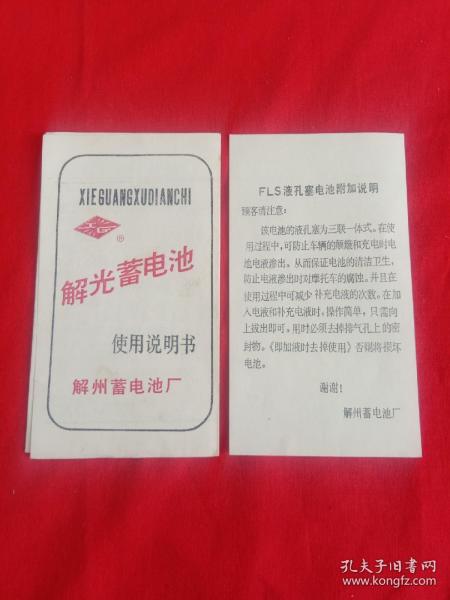 XIEGUANGXUDIANCHI
®
解光蓄电池
使用说明书
解州蓄电池厂
FLS液孔塞电池附加说明
顾客请注意:
该电池的液孔塞为三联一体式。在使
用过程中,可防止车辆的颠簸和充电时电
池电液渗出。从而保证电池的清洁卫生,
防止电液渗出时对摩托车的腐蚀。并且在
使用过程中可减少补充电液的次数。在加
入电液和补充电液时,操作简单,只需向
上拔出即可,用时必须去掉排气孔上的密
封物。《即加液时去掉使用》否则将损坏
电池。
谢谢!
解州蓄电池厂
孔夫子旧书网
www.kongfz.com